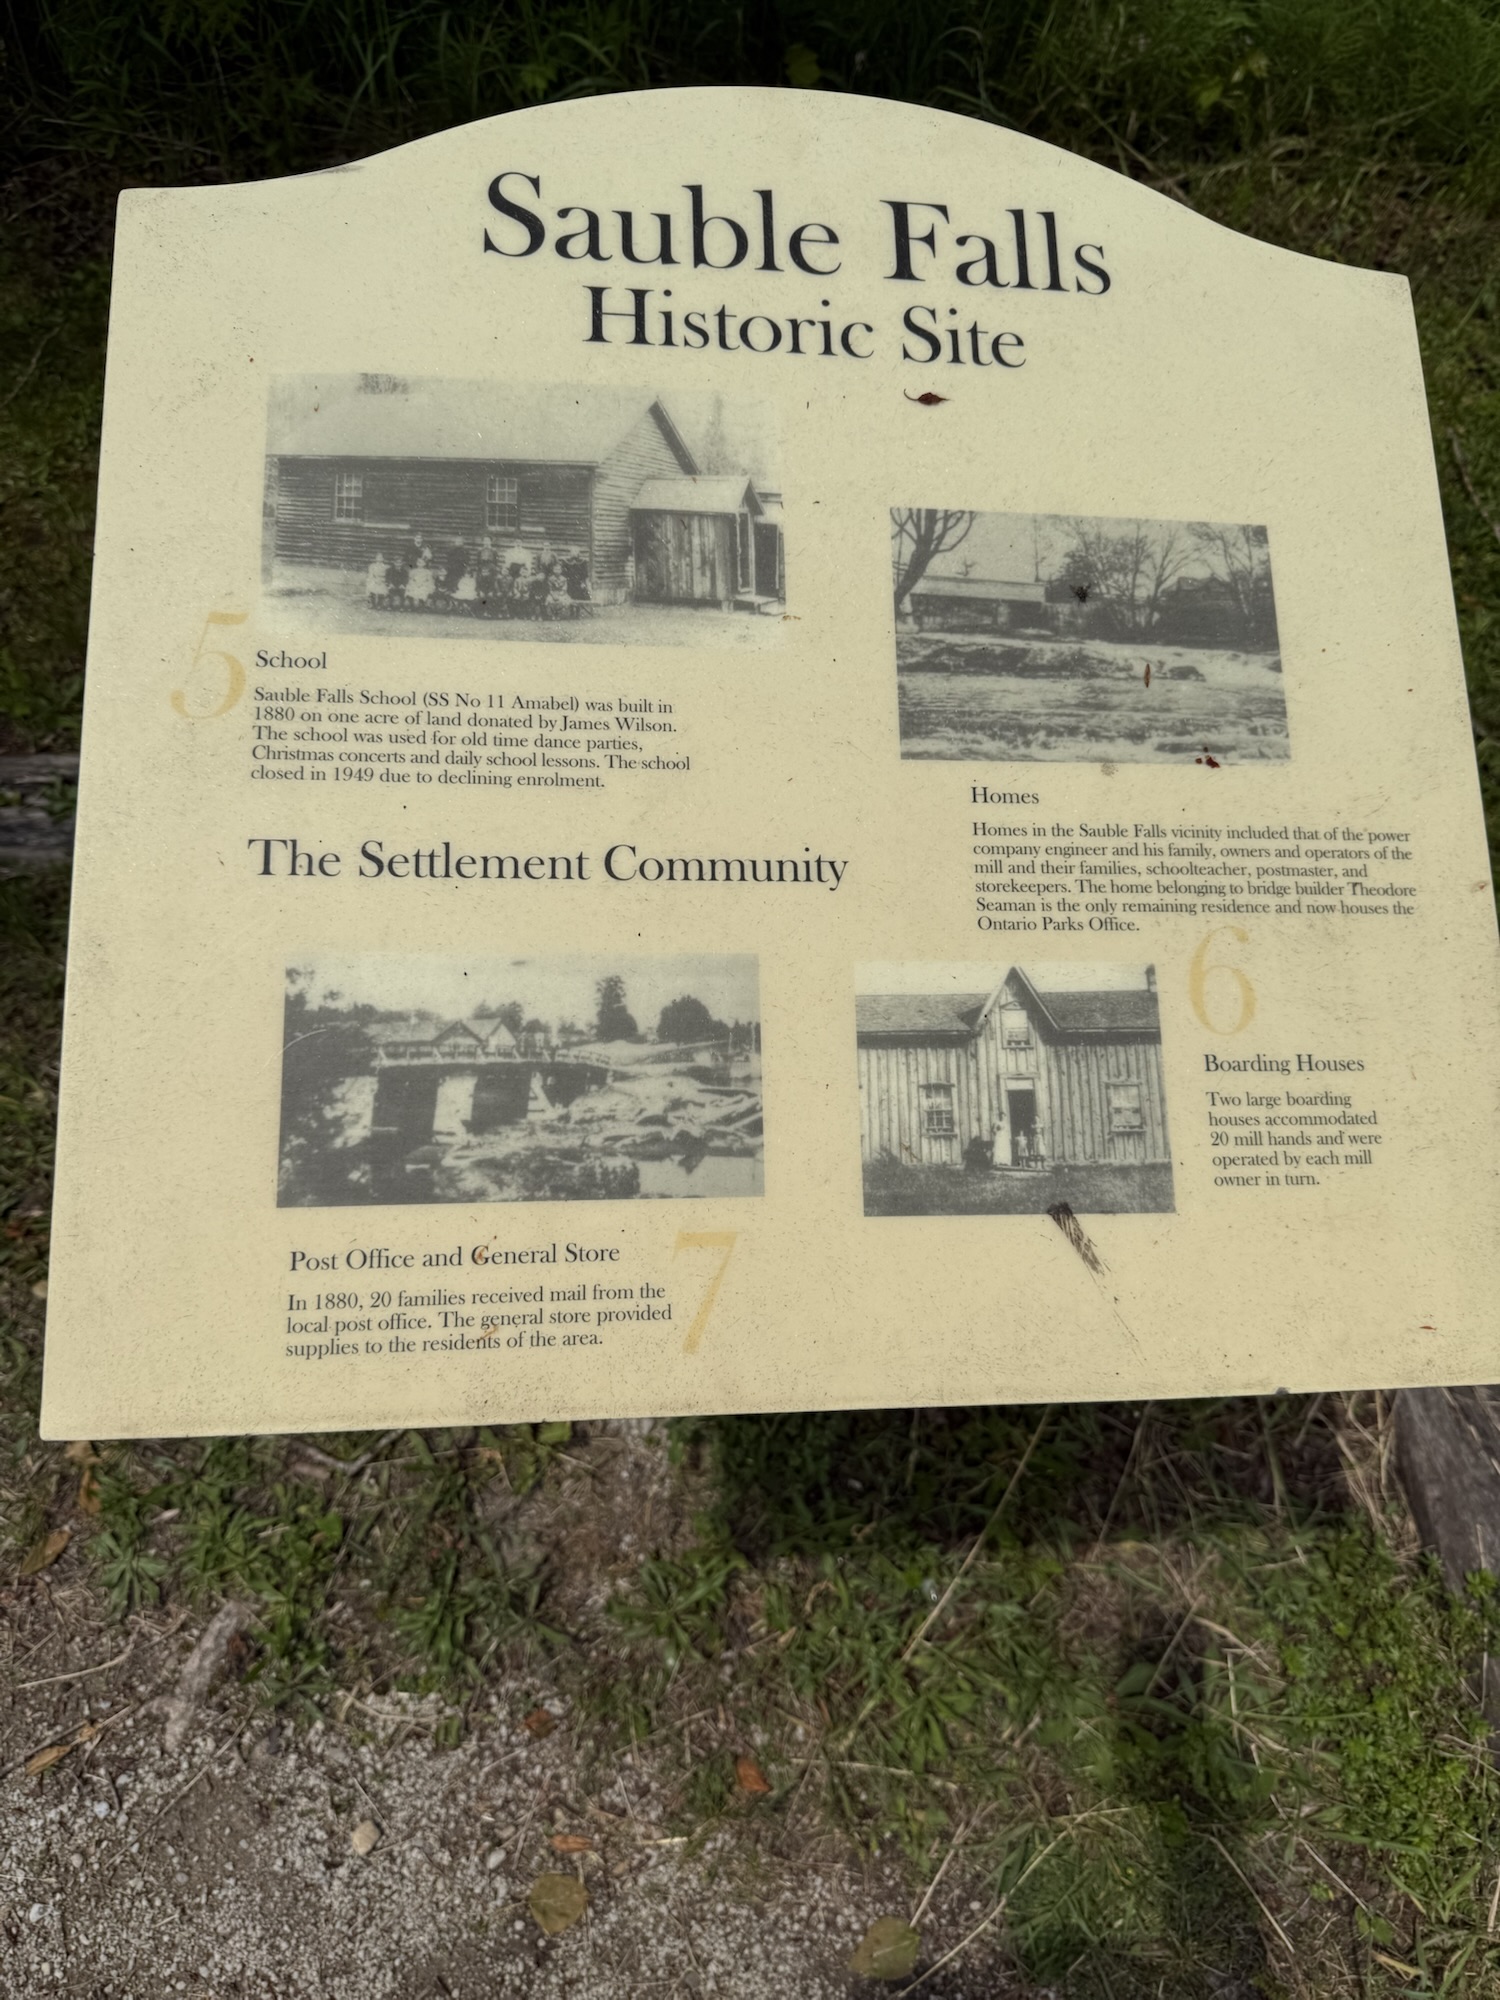 Sauble Falls
Historic Site
5
School
Sauble Falls School (SS No 11 Amabel) was built in
1880 on one acre of land donated by James Wilson.
The school was used for old time dance parties,
Christmas concerts and daily school lessons. The school
closed in 1949 due to declining enrolment.
Homes
Homes in the Sauble Falls vicinity included that of the power
company engineer and his family, owners and operators of the
mill and their families, schoolteacher, postmaster, and
storekeepers. The home belonging to bridge builder Theodore
Seaman is the only remaining residence and now houses the
Ontario Parks Office.
The Settlement Community
6
Boarding Houses
Two large boarding
houses accommodated
20 mill hands and were
operated by each mill
owner in turn.
Post Office and General Store
7
In 1880, 20 families received mail from the
local post office. The general store provided
supplies to the residents of the area.